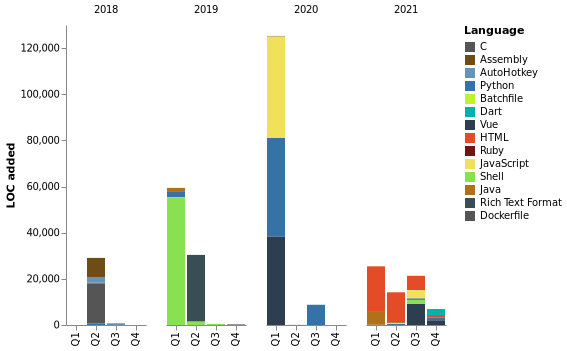 2018 2019 2020 2021
Language
C
Assembly
AutoHotkey
Python
Batchfile
Dart
Vue
HTML
Ruby
JavaScript
Shell
Java
Rich Text Format
Dockerfile
LOC added
120,000
100,000
80,000
60,000
40,000
20,000
0
Q1 Q2 Q3 Q4 Q1 Q2 Q3 Q4 Q1 Q2 Q3 Q4 Q1 Q2 Q3 Q4